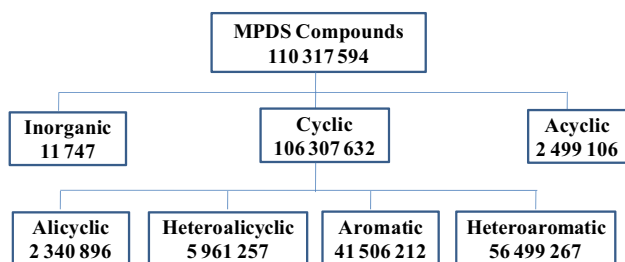 MPDS Compounds
110 317 594
Inorganic
11 747
Cyclic
106 307 632
Acyclic
2 499 106
Alicyclic
2 340 896
Heteroalicyclic
5 961 257
Aromatic
41 506 212
Heteroaromatic
56 499 267